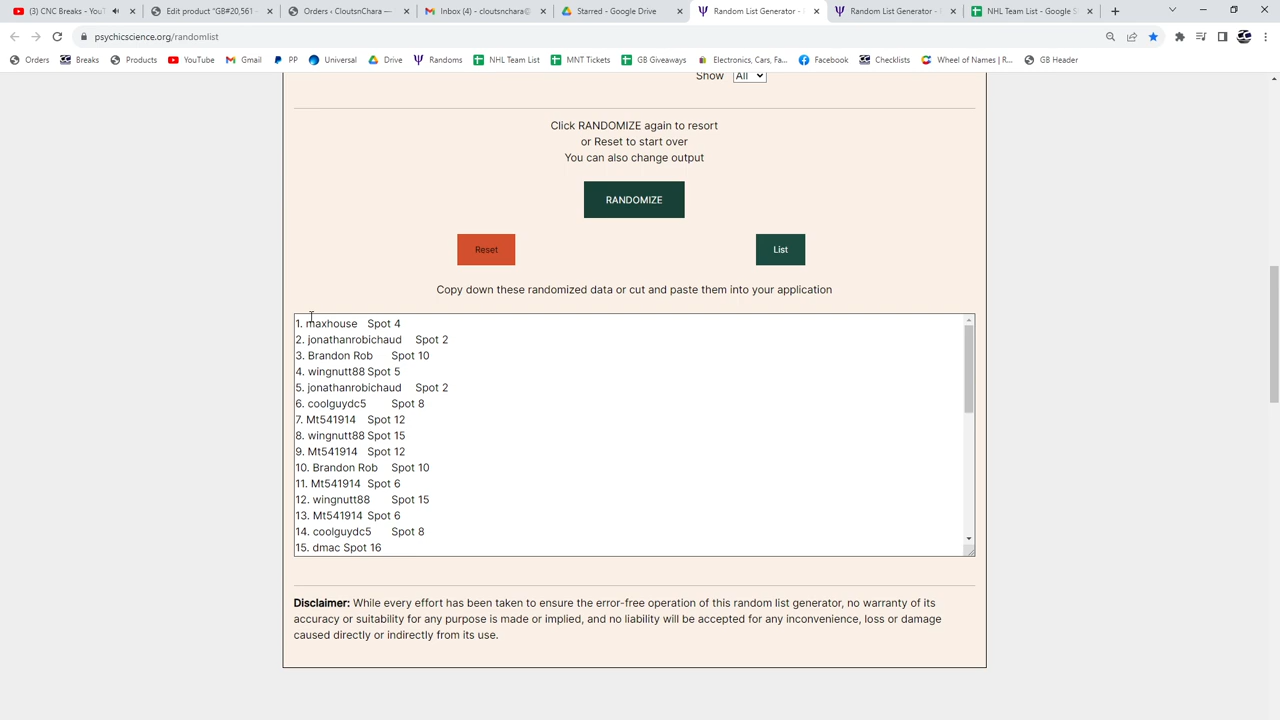 (3) CNC Breaks - YouT
Edit product "GB#20,561
Orders ‹ CloutsnChara —
Inbox (4) - cloutsnchara@
Starred - Google Drive
Random List Generator -
Random List Generator -
NHL Team List - Google S
psychicscience.org/randomlist
Orders
Breaks
Products
YouTube
Gmail
PP
Universal
Drive
Randoms
NHL Team List
MNT Tickets
GB Giveaways
Electronics, Cars, Fa...
Facebook
Checklists
Wheel of Names | R...
GB Header
Show All
Click RANDOMIZE again to resort
or Reset to start over
You can also change output
RANDOMIZE
Reset
List
Copy down these randomized data or cut and paste them into your application
1. maxhouse Spot 4
2. jonathanrobichaud Spot 2
3. Brandon Rob Spot 10
4. wingnutt88 Spot 5
5. jonathanrobichaud Spot 2
6. coolguydc5 Spot 8
7. Mt541914 Spot 12
8. wingnutt88 Spot 15
9. Mt541914 Spot 12
10. Brandon Rob Spot 10
11. Mt541914 Spot 6
12. wingnutt88 Spot 15
13. Mt541914 Spot 6
14. coolguydc5 Spot 8
15. dmac Spot 16
Disclaimer: While every effort has been taken to ensure the error-free operation of this random list generator, no warranty of its
accuracy or suitability for any purpose is made or implied, and no liability will be accepted for any inconvenience, loss or damage
caused directly or indirectly from its use.